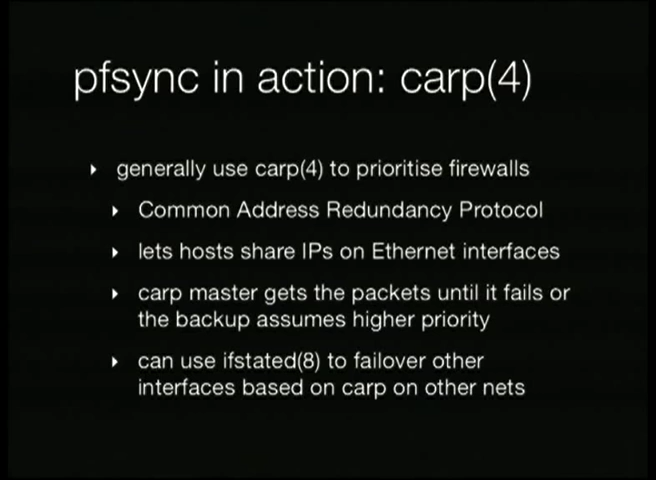 pfsync in action: carp(4)
generally use carp(4) to prioritise firewalls
Common Address Redundancy Protocol
lets hosts share IPs on Ethernet interfaces
carp master gets the packets until it fails or
the backup assumes higher priority
can use ifstated(8) to failover other
interfaces based on carp on other nets